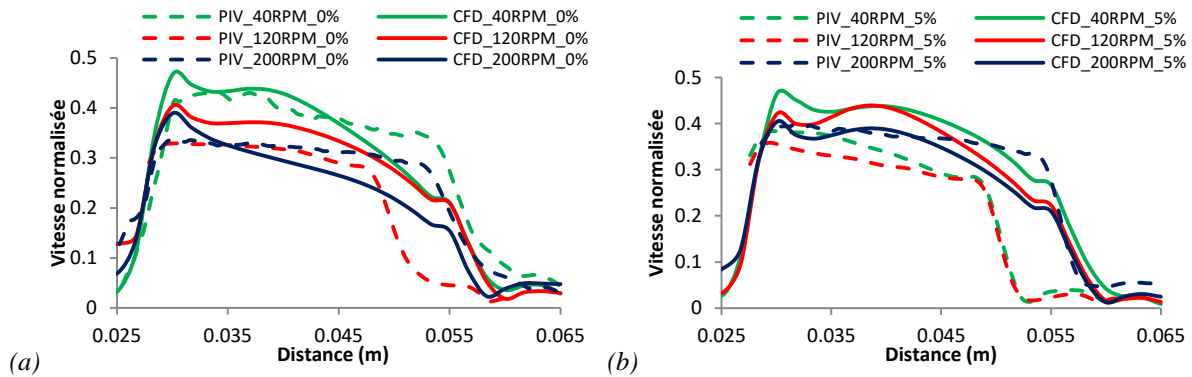 PIV_40RPM_0% CFD_40RPM_0%
PIV_120RPM_0% CFD_120RPM_0%
PIV_200RPM_0% CFD_200RPM_0%
0.5
0.4
0.3
0.2
0.1
0
Vitesse normalisée
0.025 0.035 0.045 0.055 0.065
Distance (m)
(a)
PIV_40RPM_5% CFD_40RPM_5%
PIV_120RPM_5% CFD_120RPM_5%
PIV_200RPM_5% CFD_200RPM_5%
0.5
0.4
0.3
0.2
0.1
0
Vitesse normalisée
0.025 0.035 0.045 0.055 0.065
Distance (m)
(b)